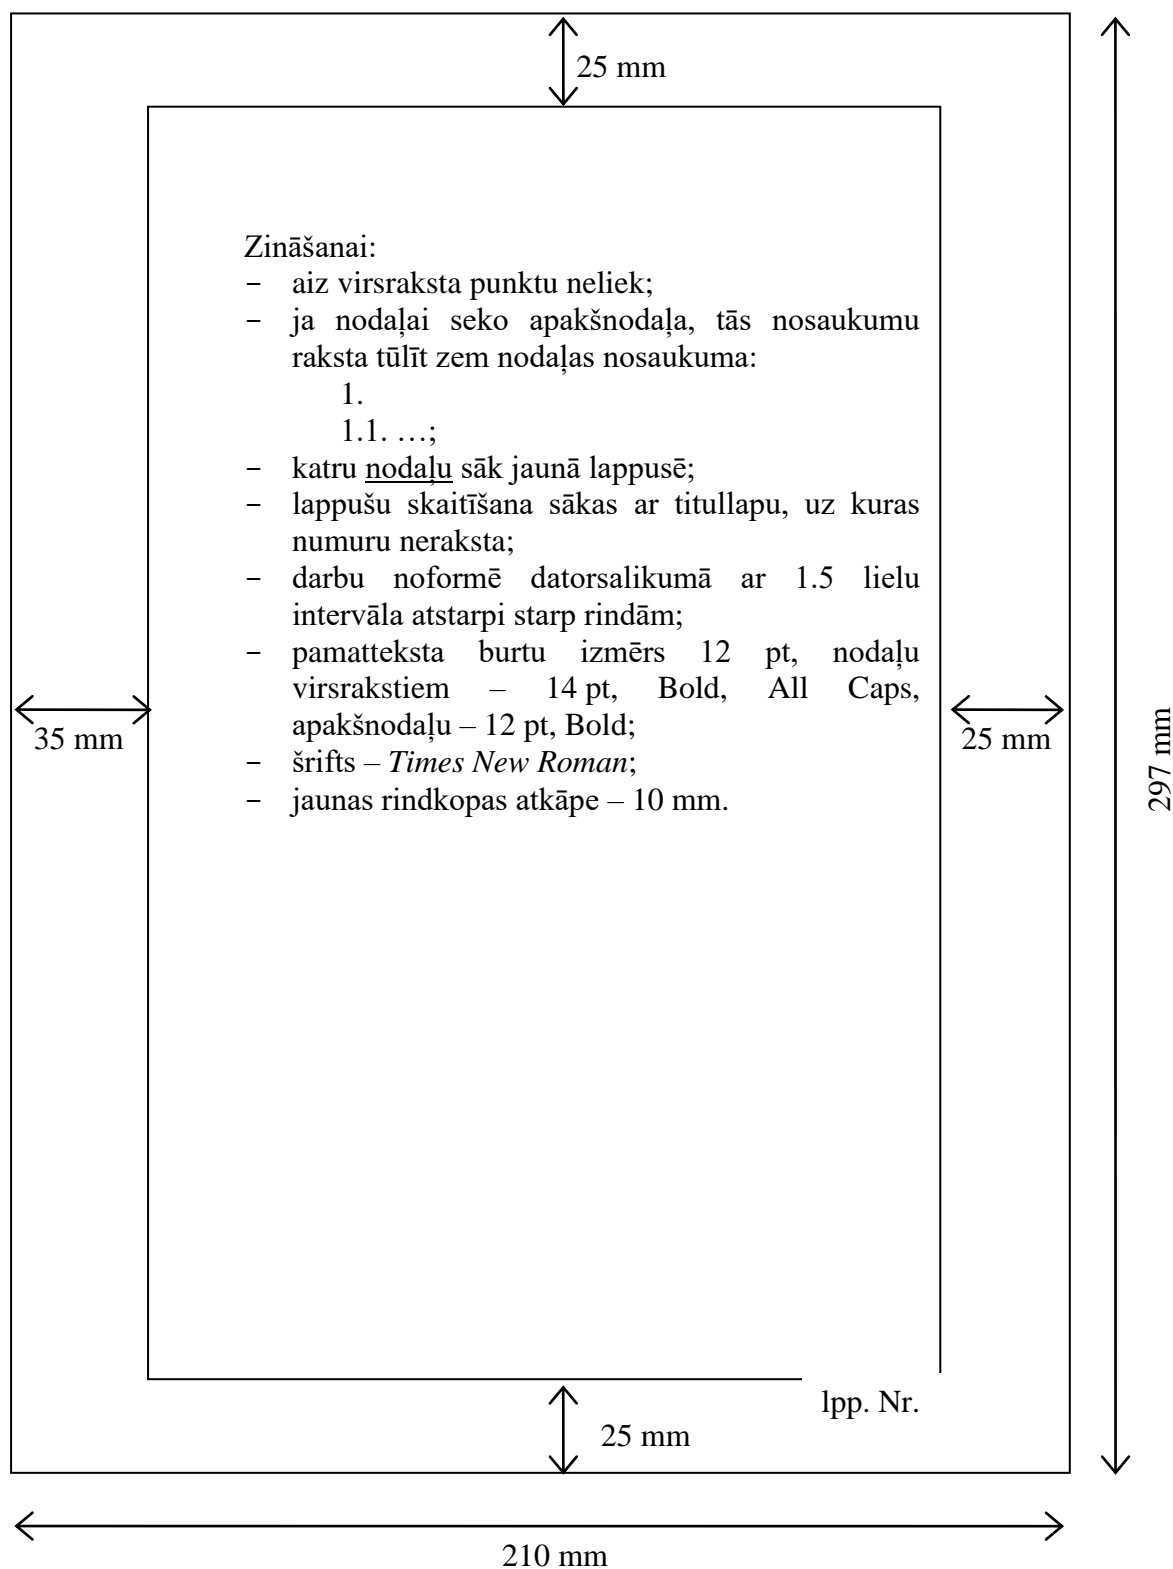 25 mm
Zināšanai:
− aiz virsraksta punktu neliek;
− ja nodaļai seko apakšnodaļa, tās nosaukumu
raksta tūlīt zem nodaļas nosaukuma:
1.
1.1. …;
− katru nodaļu sāk jaunā lappusē;
− lappušu skaitīšana sākas ar titullapu, uz kuras
numuru neraksta;
− darbu noformē datorsalikumā ar 1.5 lielu
intervāla atstarpi starp rindām;
− pamatteksta burtu izmērs 12 pt, nodaļu
virsrakstiem – 14 pt, Bold, All Caps,
apakšnodaļu – 12 pt, Bold;
− šrifts – Times New Roman;
− jaunas rindkopas atkāpe – 10 mm.
35 mm
25 mm
297 mm
lpp. Nr.
25 mm
210 mm